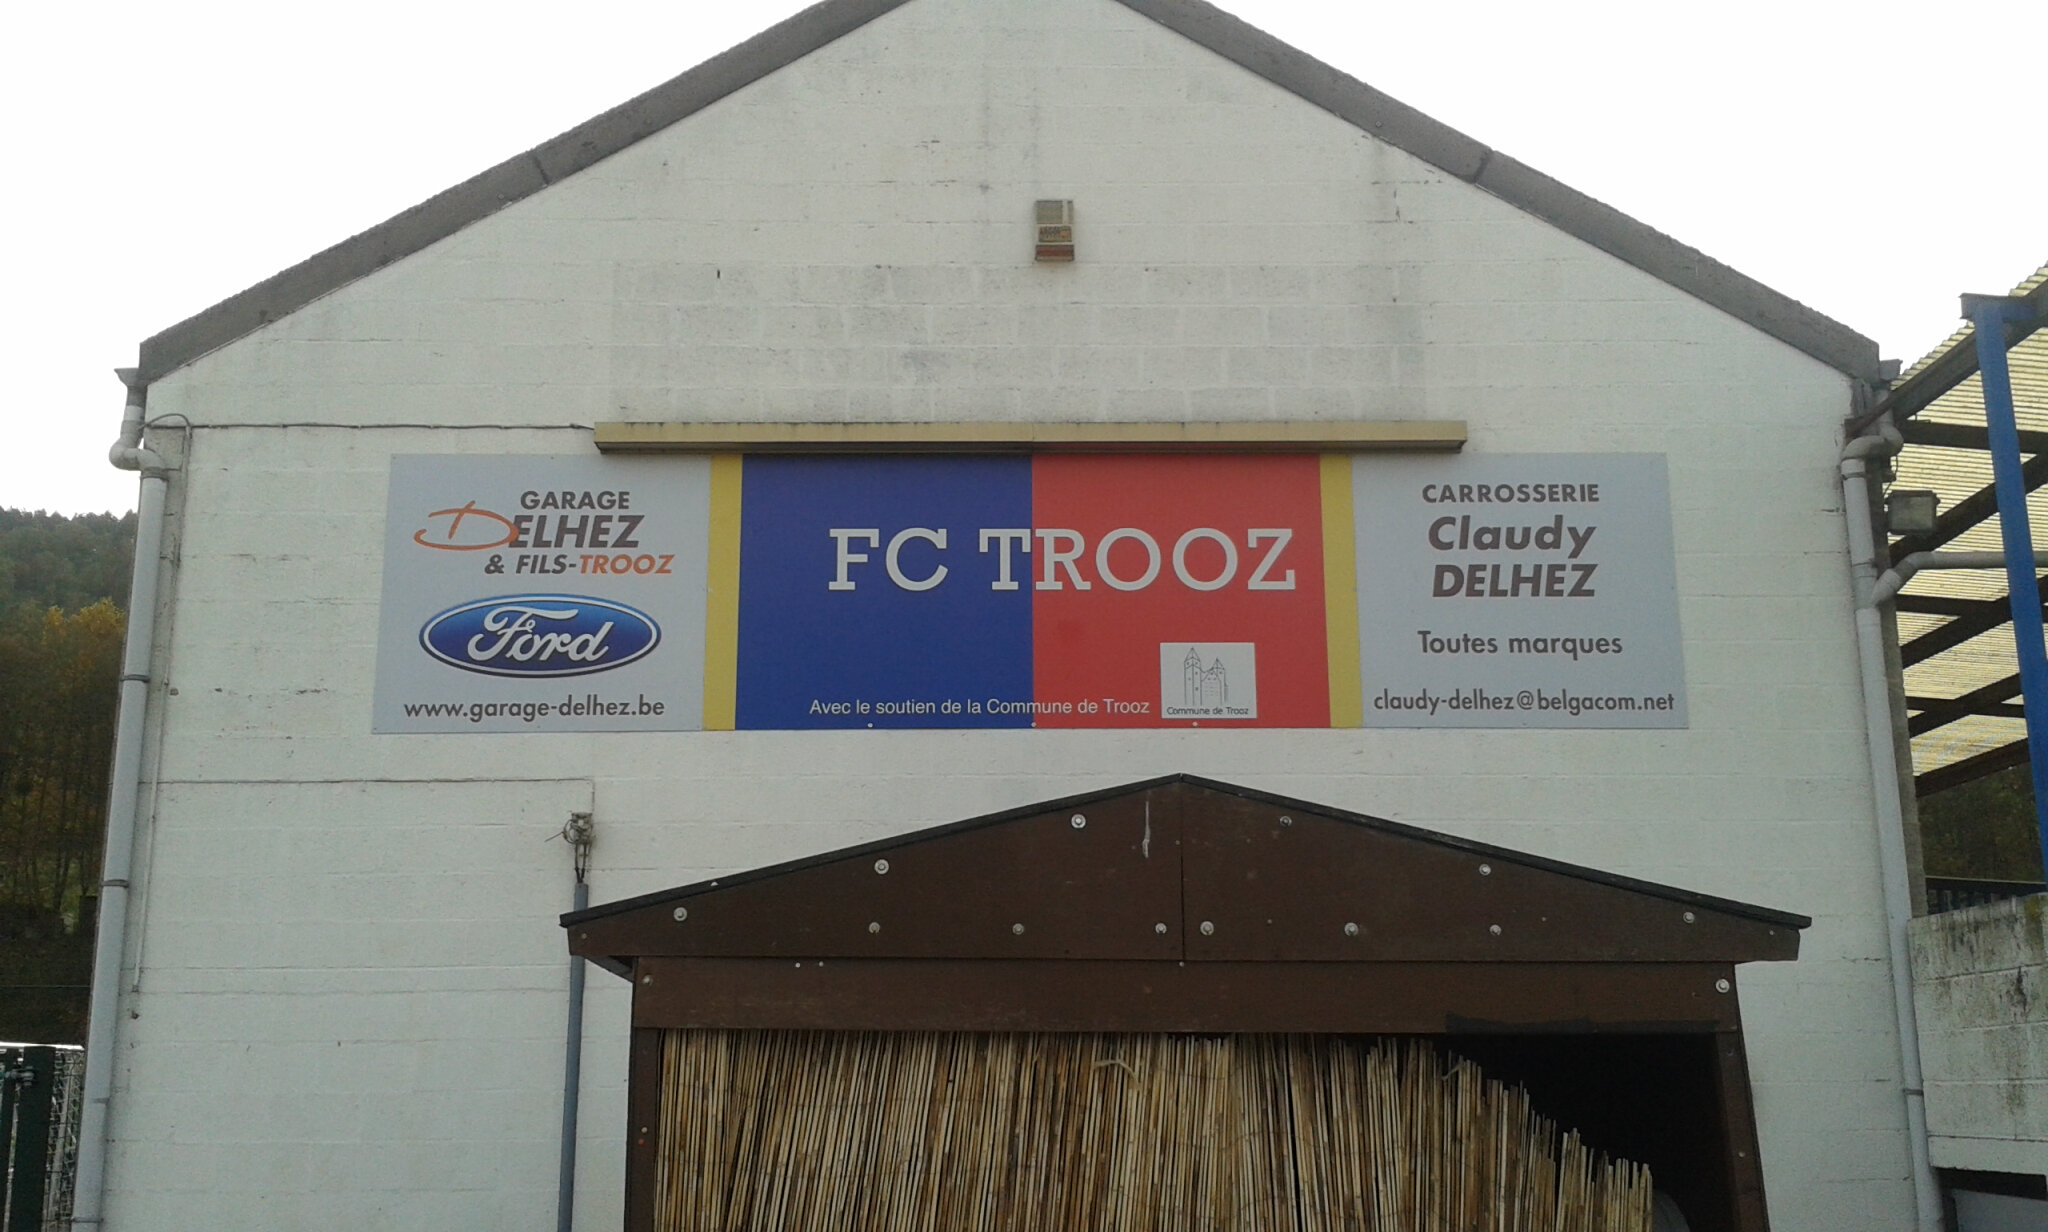 GARAGE
DELHEZ
& FILS-TROOZ
Ford
www.garage-delhez.be
FC TROOZ
Avec le soutien de la Commune de Trooz
Commune de Trooz
CARROSSERIE
Claudy
DELHEZ
Toutes marques
claudy-delhez@belgacom.net